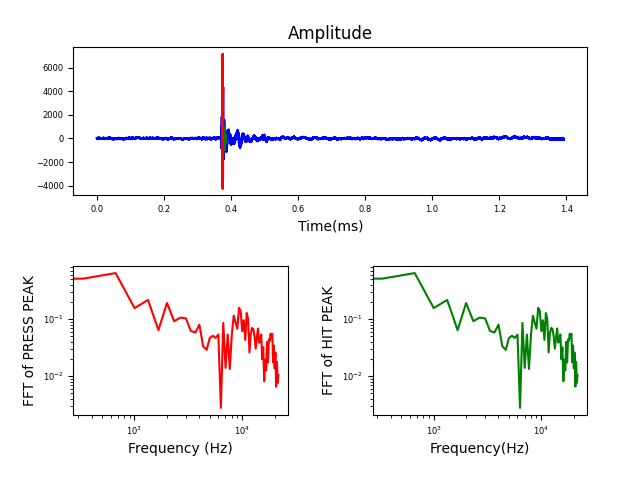 Amplitude
6000
4000
2000
0
−2000
−4000
0.0 0.2 0.4 0.6 0.8 1.0 1.2 1.4
Time(ms)
FFT of PRESS PEAK
10⁻¹
10⁻²
10³ 10⁴
Frequency (Hz)
FFT of HIT PEAK
10⁻¹
10⁻²
10³ 10⁴
Frequency(Hz)